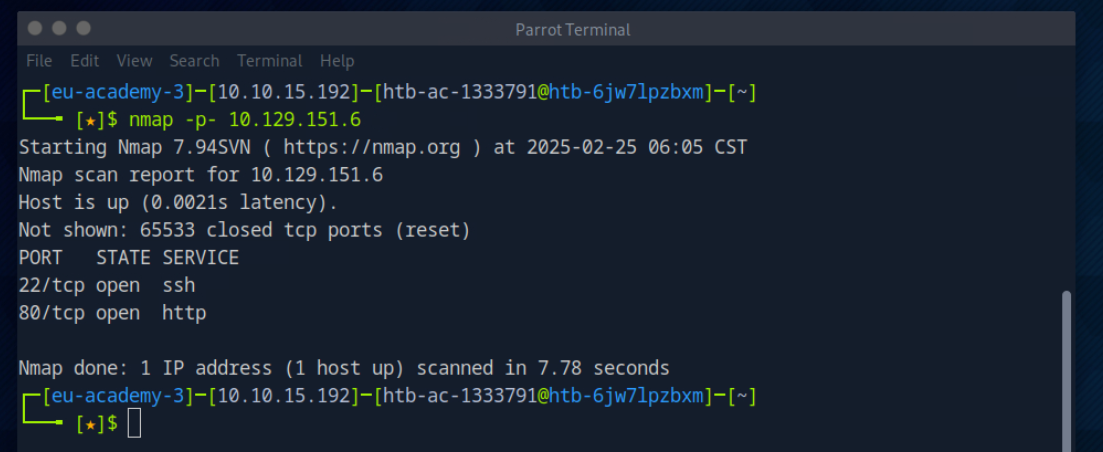 Parrot Terminal
File Edit View Search Terminal Help
┌─[eu-academy-3]─[10.10.15.192]─[htb-ac-1333791@htb-6jw7lpzbxm]─[~]
└──╼ [★]$ nmap -p- 10.129.151.6
Starting Nmap 7.94SVN ( https://nmap.org ) at 2025-02-25 06:05 CST
Nmap scan report for 10.129.151.6
Host is up (0.0021s latency).
Not shown: 65533 closed tcp ports (reset)
PORT   STATE SERVICE
22/tcp open  ssh
80/tcp open  http
Nmap done: 1 IP address (1 host up) scanned in 7.78 seconds
┌─[eu-academy-3]─[10.10.15.192]─[htb-ac-1333791@htb-6jw7lpzbxm]─[~]
└──╼ [★]$